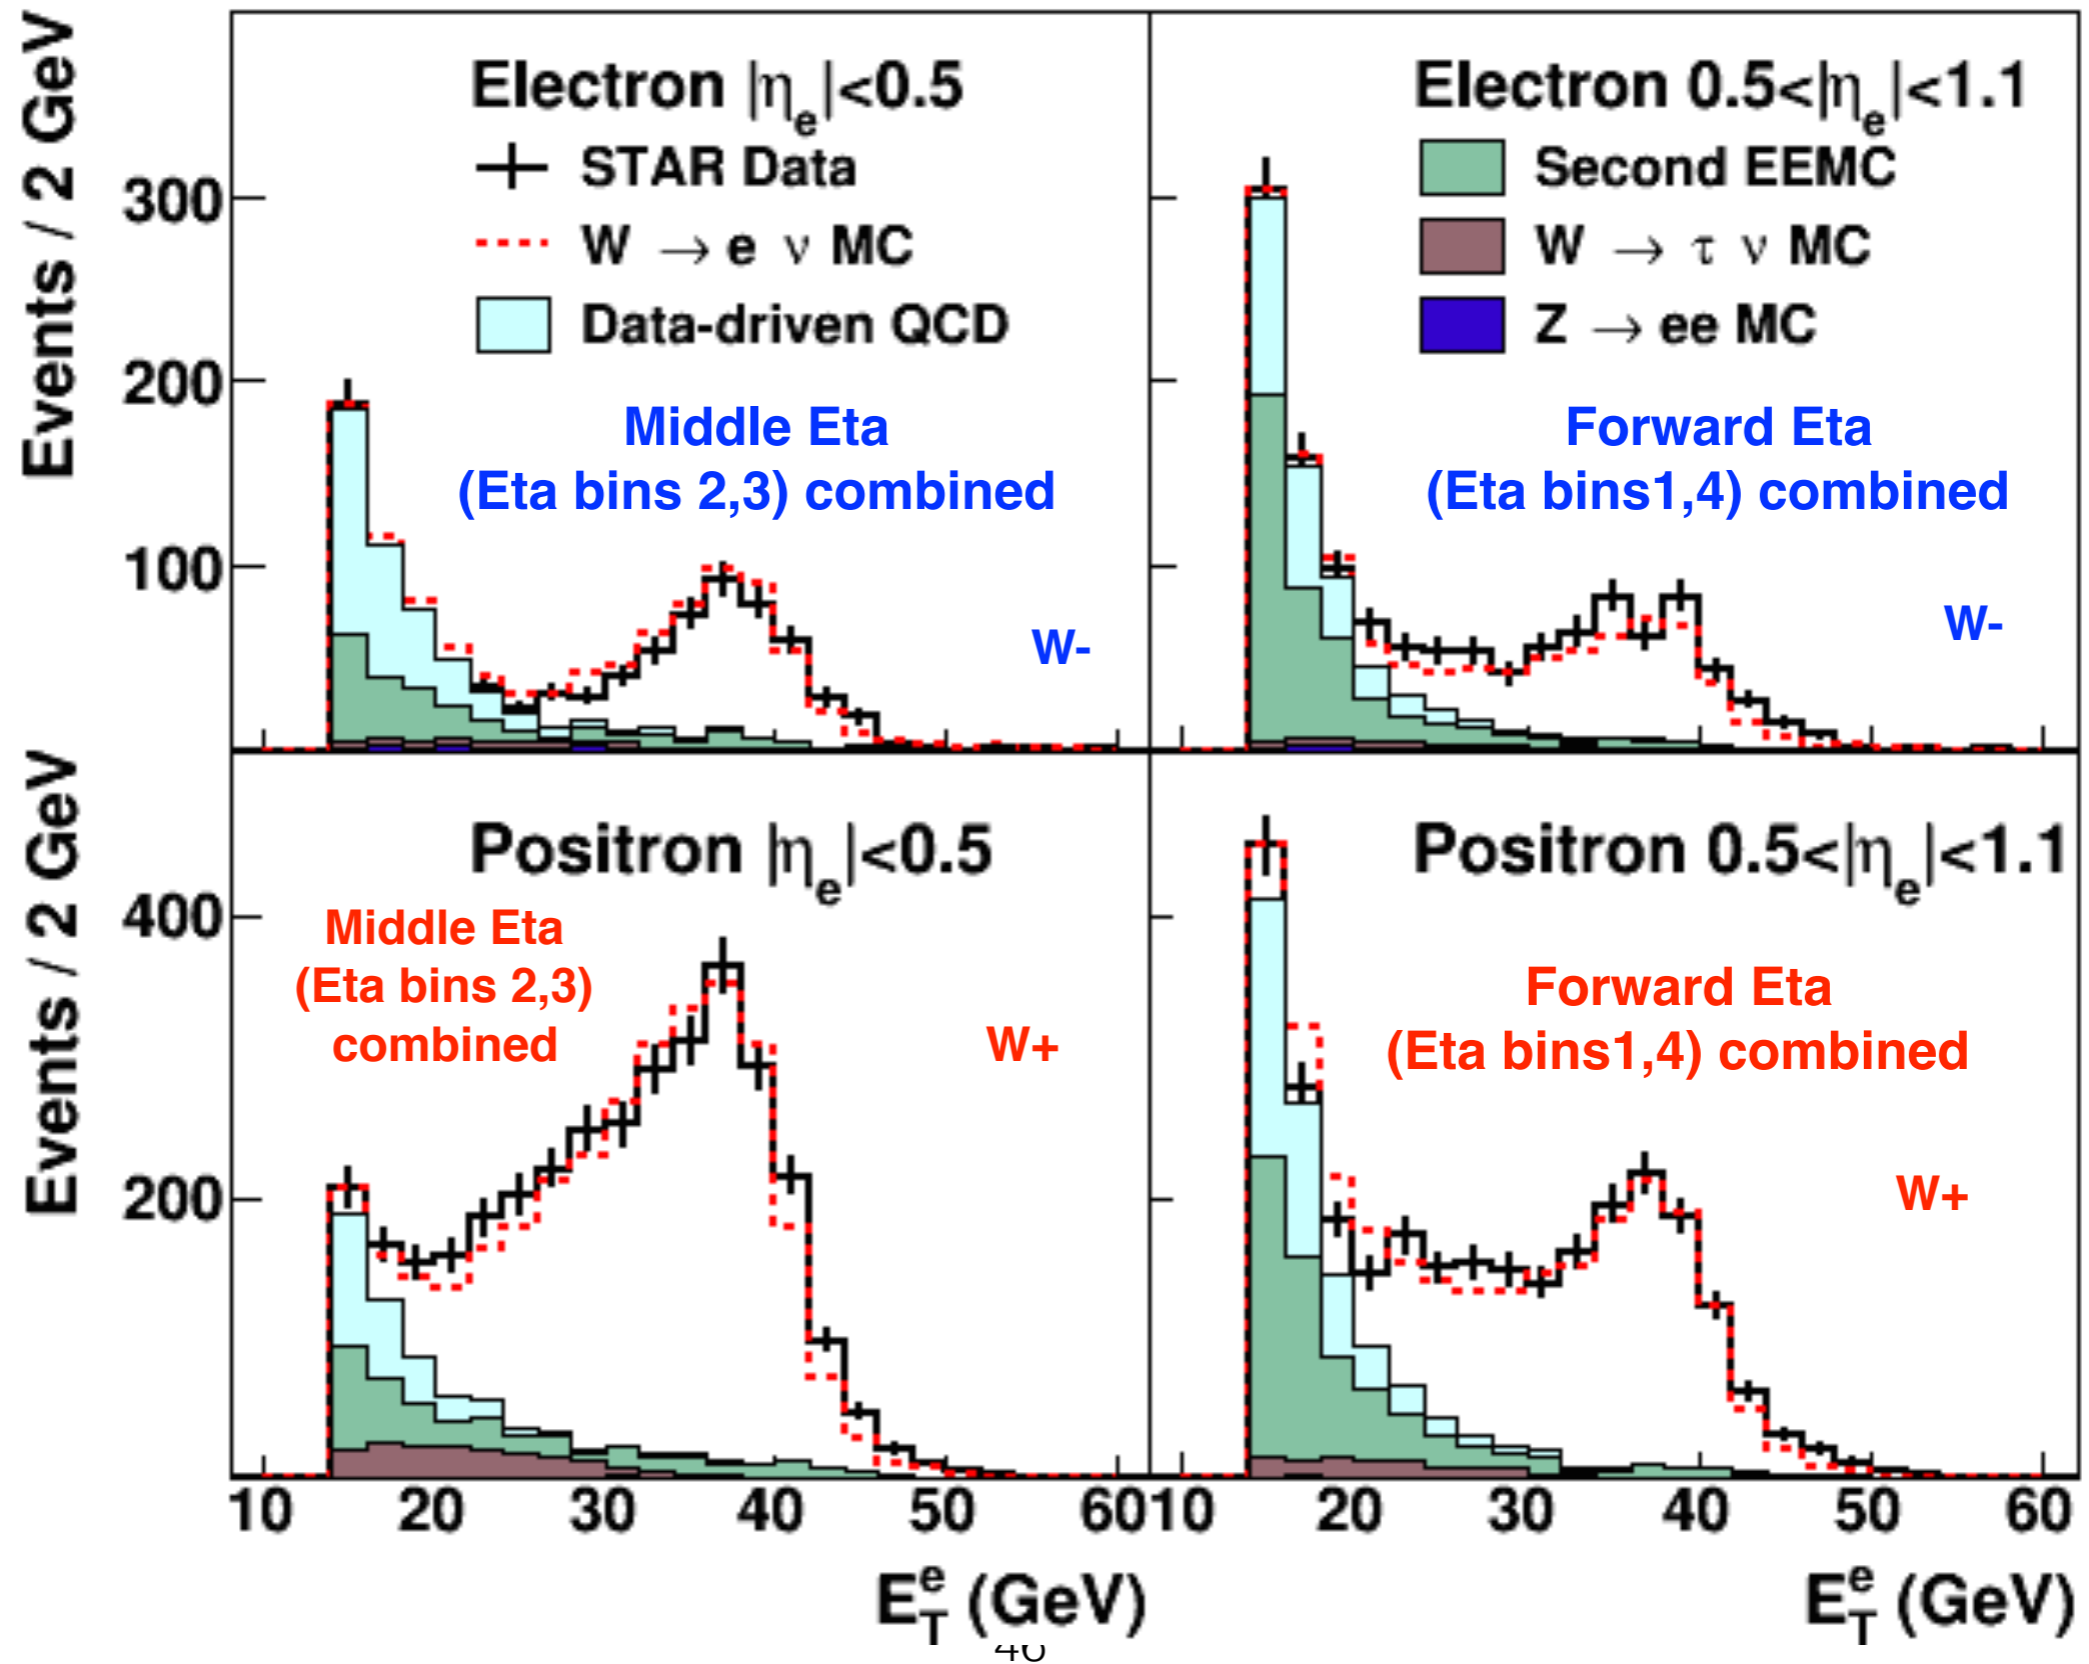 Events / 2 GeV
300
200
100
Electron |ηe|<0.5
STAR Data
W → e ν MC
Data-driven QCD
Middle Eta
(Eta bins 2,3) combined
W-
Electron 0.5<|ηe|<1.1
Second EEMC
W → τ ν MC
Z → ee MC
Forward Eta
(Eta bins1,4) combined
W-
Events / 2 GeV
400
200
Positron |ηe|<0.5
Middle Eta
(Eta bins 2,3)
combined
W+
Positron 0.5<|ηe|<1.1
Forward Eta
(Eta bins1,4) combined
W+
10 20 30 40 50 60
10 20 30 40 50 60
E_T^e (GeV)
E_T^e (GeV)